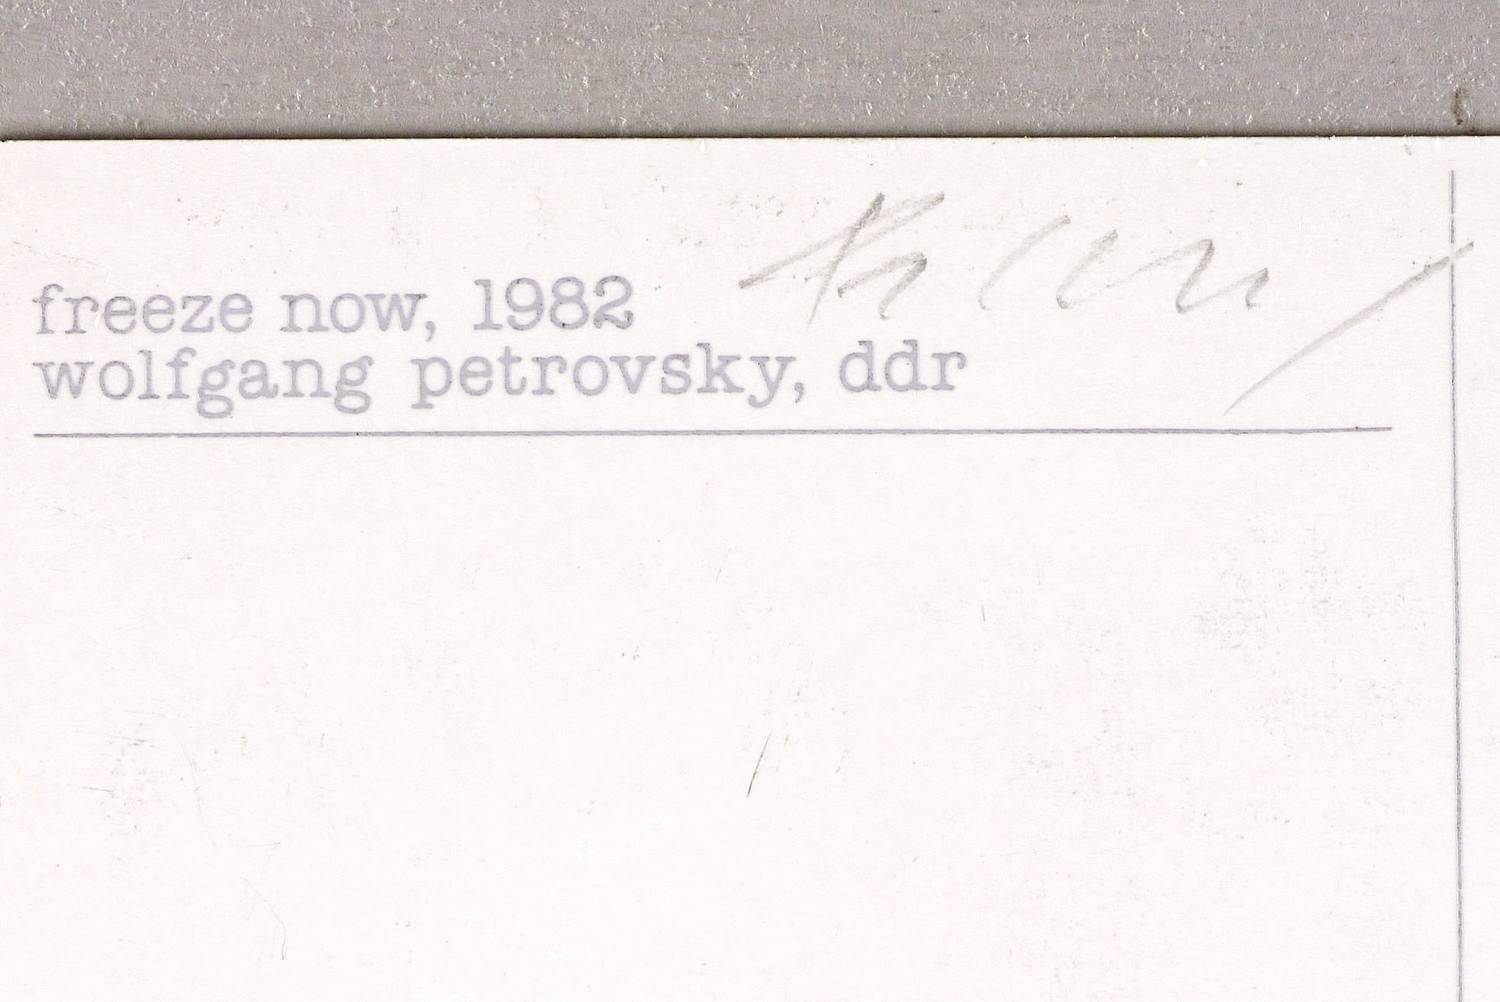 freeze now, 1982
wolfgang petrovsky, ddr